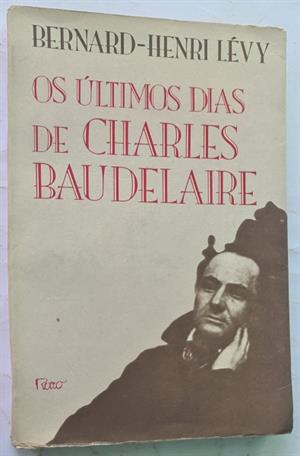 BERNARD-HENRI LÉVY
OS ÚLTIMOS DIAS
DE CHARLES
BAUDELAIRE
Rocco